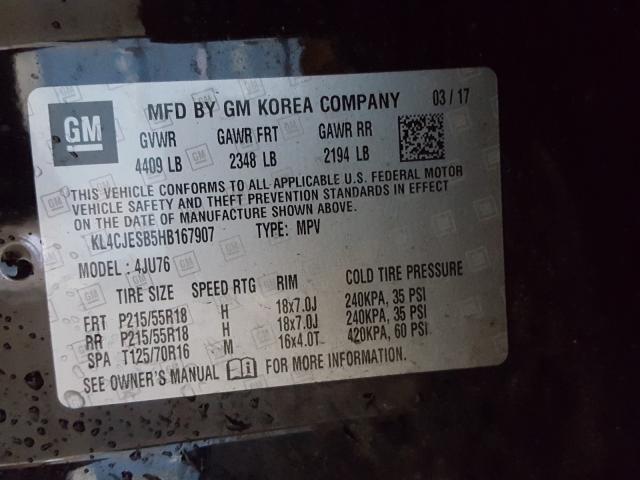 GM MFD BY GM KOREA COMPANY 03 / 17
GVWR GAWR FRT GAWR RR
4409 LB 2348 LB 2194 LB
THIS VEHICLE CONFORMS TO ALL APPLICABLE U.S. FEDERAL MOTOR
VEHICLE SAFETY AND THEFT PREVENTION STANDARDS IN EFFECT
ON THE DATE OF MANUFACTURE SHOWN ABOVE.
KL4CJESB5HB167907 TYPE: MPV
MODEL: 4JU76
TIRE SIZE SPEED RTG RIM COLD TIRE PRESSURE
FRT P215/55R18 H 18x7.0J 240KPA, 35 PSI
RR P215/55R18 H 18x7.0J 240KPA, 35 PSI
SPA T125/70R16 M 16x4.0T 420KPA, 60 PSI
SEE OWNER'S MANUAL FOR MORE INFORMATION.